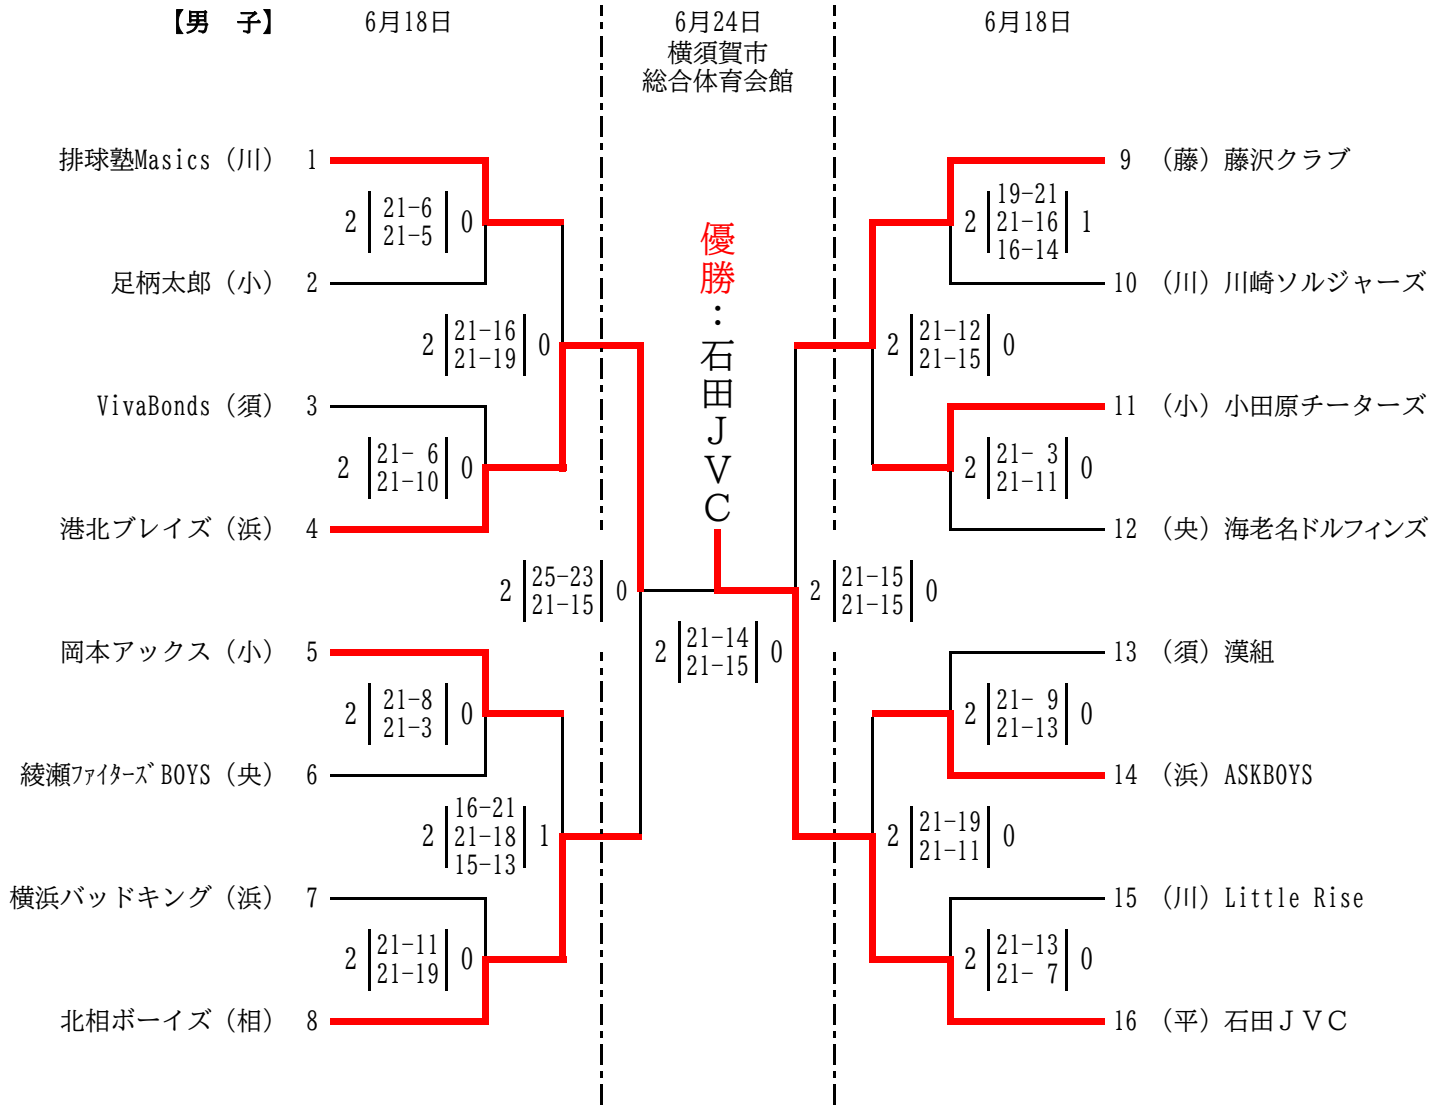 【男　子】 6月18日 6月24日 6月18日
横須賀市
総合体育会館
排球塾Masics（川） 1
2 21-6 0
21-5
足柄太郎（小） 2
2 21-16 0
21-19
VivaBonds（須） 3
2 21- 6 0
21-10
港北ブレイズ（浜） 4
2 25-23 0
21-15
岡本アックス（小） 5
2 21-8 0
21-3
綾瀬ﾌｧｲﾀｰｽﾞBOYS（央） 6
2 16-21 1
21-18
15-13
横浜バッドキング（浜） 7
2 21-11 0
21-19
北相ボーイズ（相） 8
優勝：石田ＪＶＣ
2 21-14 0
21-15
9 （藤）藤沢クラブ
2 19-21 1
21-16
16-14
10 （川）川崎ソルジャーズ
2 21-12 0
21-15
11 （小）小田原チーターズ
2 21- 3 0
21-11
12 （央）海老名ドルフィンズ
2 21-15 0
21-15
13 （須）漢組
2 21- 9 0
21-13
14 （浜）ASKBOYS
2 21-19 0
21-11
15 （川）Little Rise
2 21-13 0
21- 7
16 （平）石田ＪＶＣ